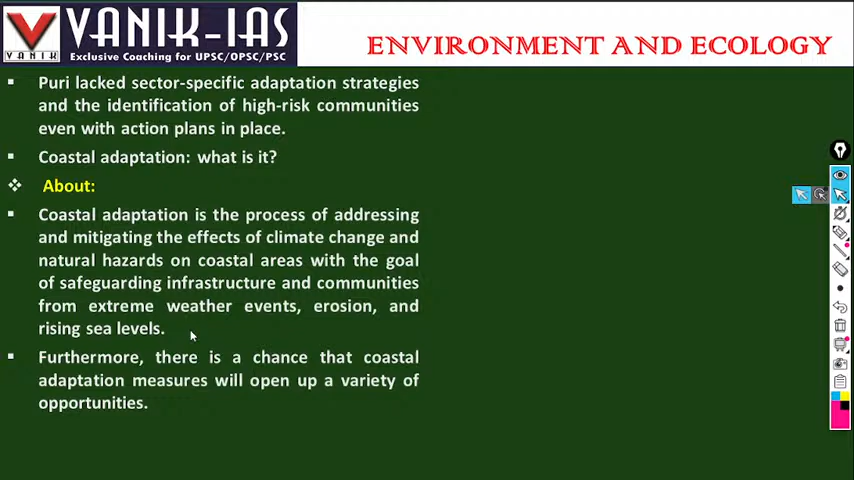 VANIK-IAS
VANIK
Exclusive Coaching for UPSC/OPSC/PSC
ENVIRONMENT AND ECOLOGY
Puri lacked sector-specific adaptation strategies
and the identification of high-risk communities
even with action plans in place.
Coastal adaptation: what is it?
About:
Coastal adaptation is the process of addressing
and mitigating the effects of climate change and
natural hazards on coastal areas with the goal
of safeguarding infrastructure and communities
from extreme weather events, erosion, and
rising sea levels.
Furthermore, there is a chance that coastal
adaptation measures will open up a variety of
opportunities.